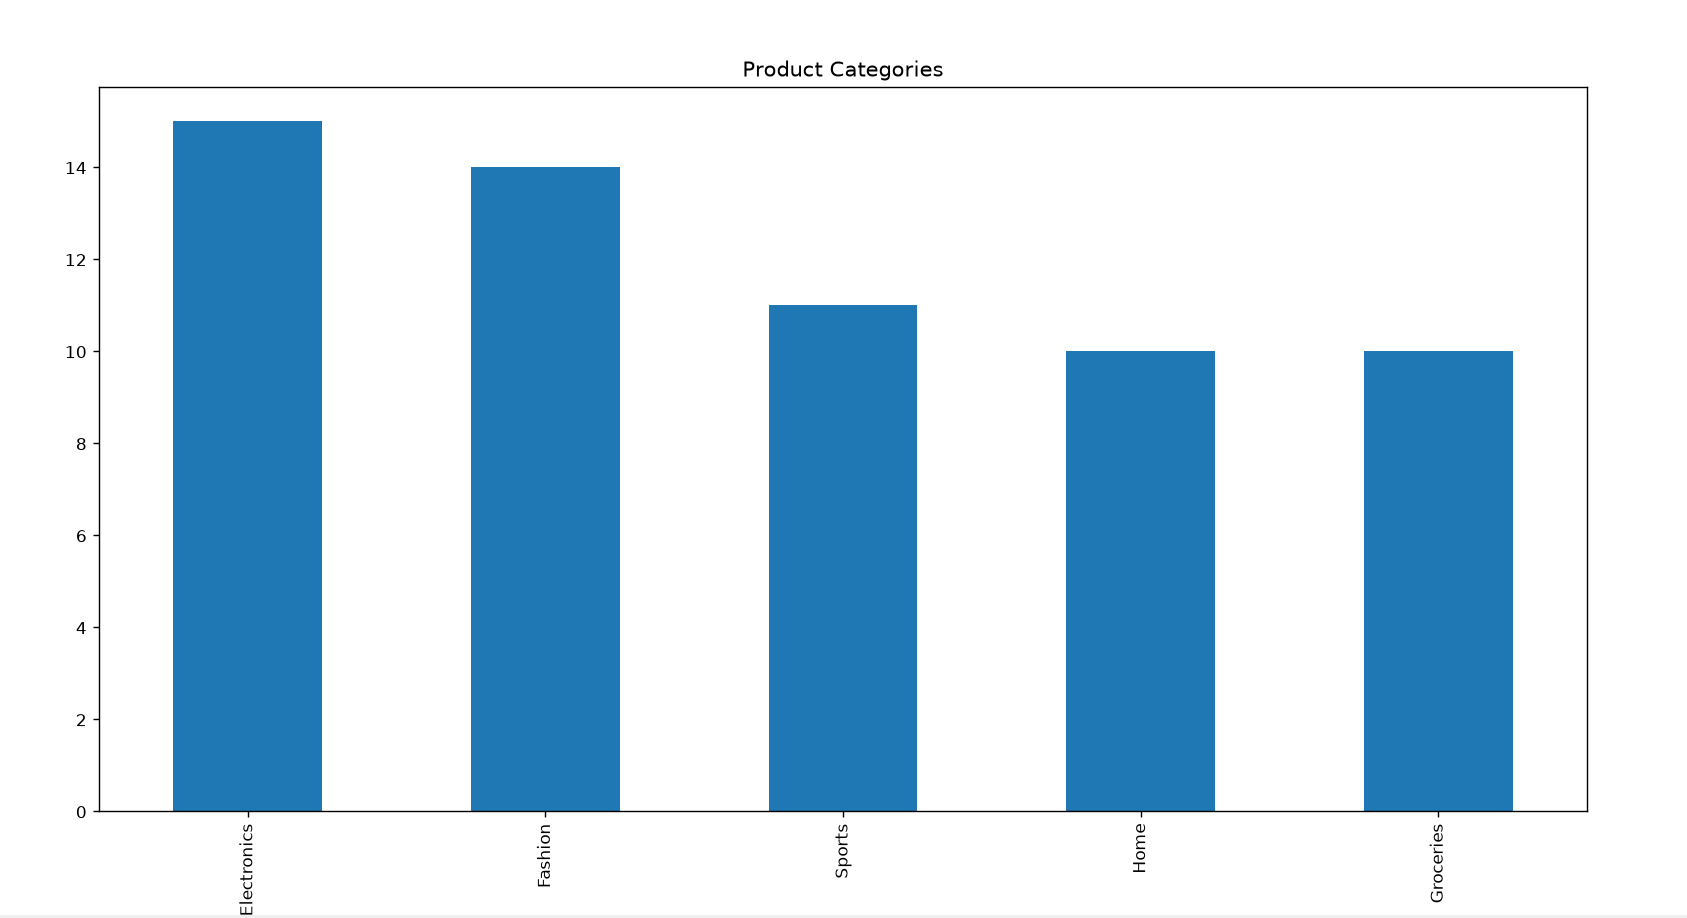 Product Categories
14
12
10
8
6
4
2
0
Electronics
Fashion
Sports
Home
Groceries